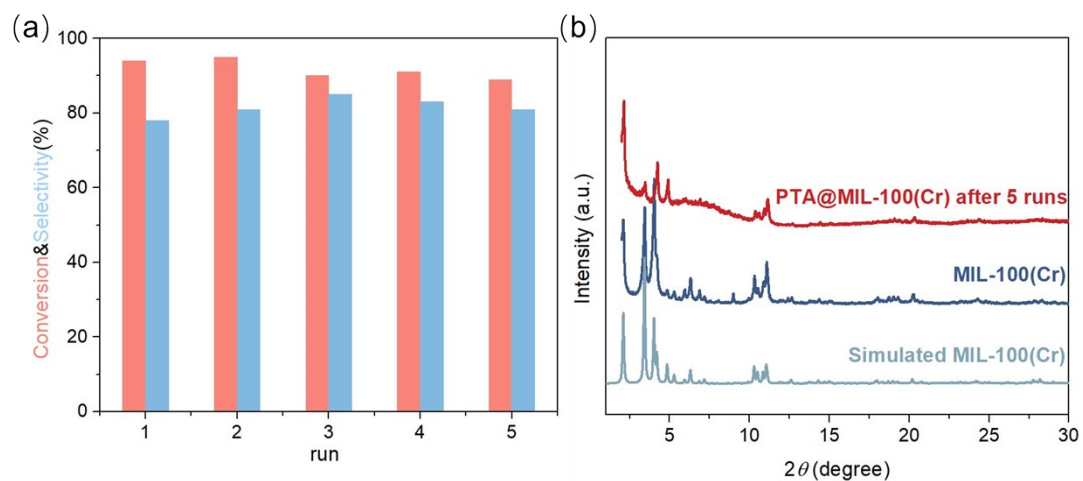 (a)
100
80
60
40
20
0
Conversion&Selectivity(%)
1 2 3 4 5
run
(b)
Intensity (a.u.)
PTA@MIL-100(Cr) after 5 runs
MIL-100(Cr)
Simulated MIL-100(Cr)
5 10 15 20 25 30
2θ (degree)